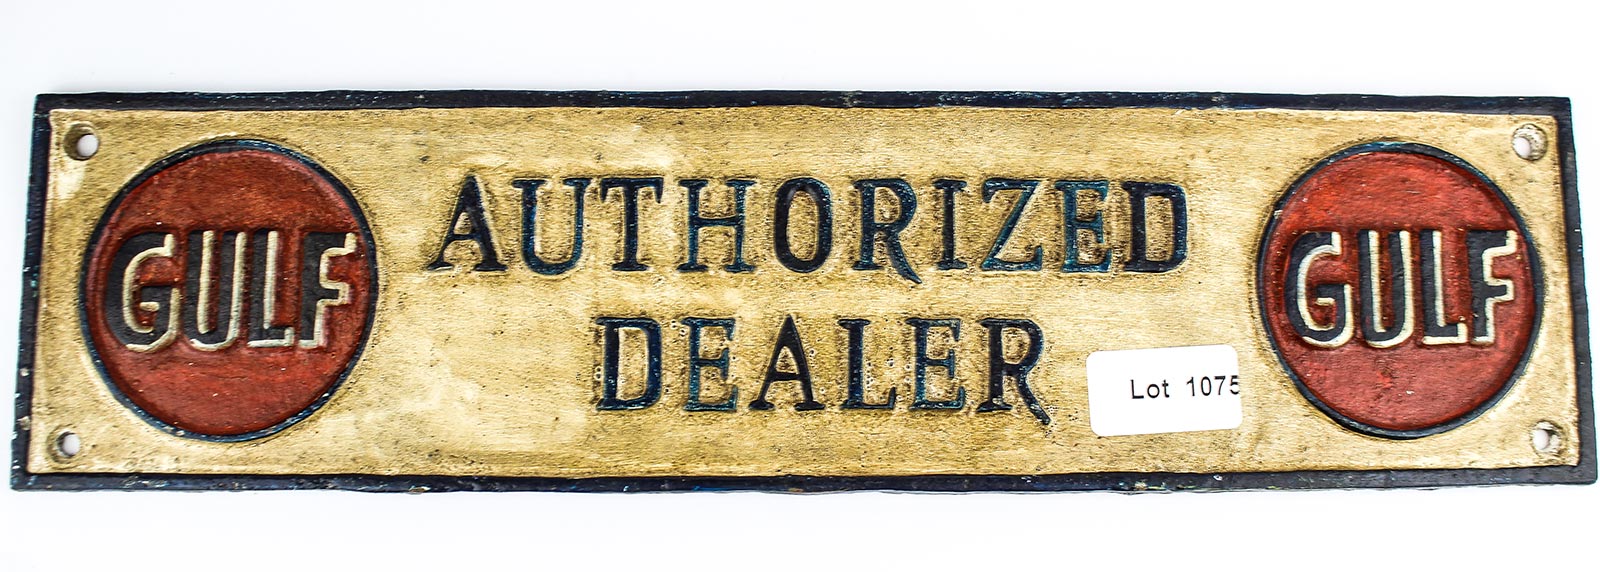 GULF
AUTHORIZED
DEALER
Lot 1075
GULF